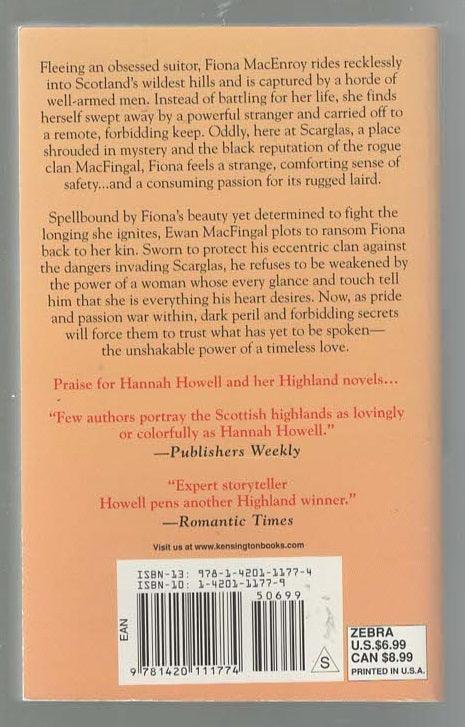 Fleeing an obsessed suitor, Fiona MacEnroy rides recklessly
into Scotland's wildest hills and is captured by a horde of
well-armed men. Instead of battling for her life, she finds
herself swept away by a powerful stranger and carried off to
a remote, forbidding keep. Oddly, here at Scarglas, a place
shrouded in mystery and the black reputation of the rogue
clan MacFingal, Fiona feels a strange, comforting sense of
safety...and a consuming passion for its rugged laird.
Spellbound by Fiona's beauty yet determined to fight the
longing she ignites, Ewan MacFingal plots to ransom Fiona
back to her kin. Sworn to protect his eccentric clan against
the dangers invading Scarglas, he refuses to be weakened by
the power of a woman whose every glance and touch tell
him that she is everything his heart desires. Now, as pride
and passion war within, dark peril and forbidding secrets
will force them to trust what has yet to be spoken—
the unshakable power of a timeless love.
Praise for Hannah Howell and her Highland novels...
"Few authors portray the Scottish highlands as lovingly
or colorfully as Hannah Howell."
—Publishers Weekly
"Expert storyteller
Howell pens another Highland winner."
—Romantic Times
Visit us at www.kensingtonbooks.com
ISBN-13: 978-1-4201-1177-4
ISBN-10: 1-4201-1177-9
50699
EAN
9 781420 111774
S
ZEBRA
U.S.$6.99
CAN $8.99
PRINTED IN U.S.A.